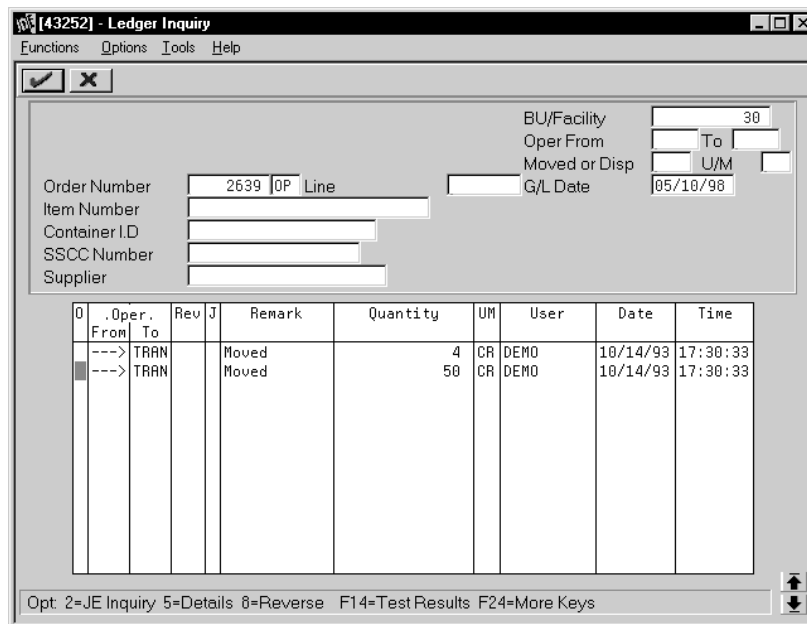 [43252] - Ledger Inquiry
Functions Options Tools Help
BU/Facility 30
Oper From To
Moved or Disp U/M
Order Number 2639 OP Line G/L Date 05/10/98
Item Number
Container I.D
SSCC Number
Supplier
O .Oper. Rev J Remark Quantity UM User Date Time
From To
---> TRAN Moved 4 CR DEMO 10/14/93 17:30:33
---> TRAN Moved 50 CR DEMO 10/14/93 17:30:33
Opt: 2=JE Inquiry 5=Details 8=Reverse F14=Test Results F24=More Keys